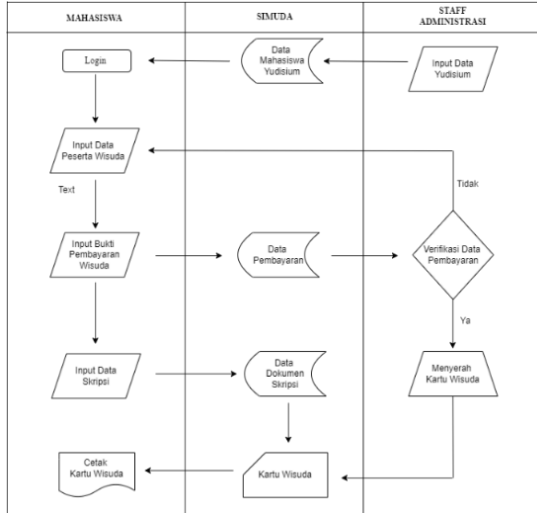 MAHASISWA
SIMUDA
STAFF
ADMINISTRASI
Login
Data
Mahasiswa
Yudisium
Input Data
Yudisium
Input Data
Peserta Wisuda
Text
Tidak
Input Bukti
Pembayaran
Wisuda
Data
Pembayaran
Verifikasi Data
Pembayaran
Ya
Input Data
Skripsi
Data
Dokumen
Skripsi
Menyerah
Kartu Wisuda
Cetak
Kartu Wisuda
Kartu Wisuda